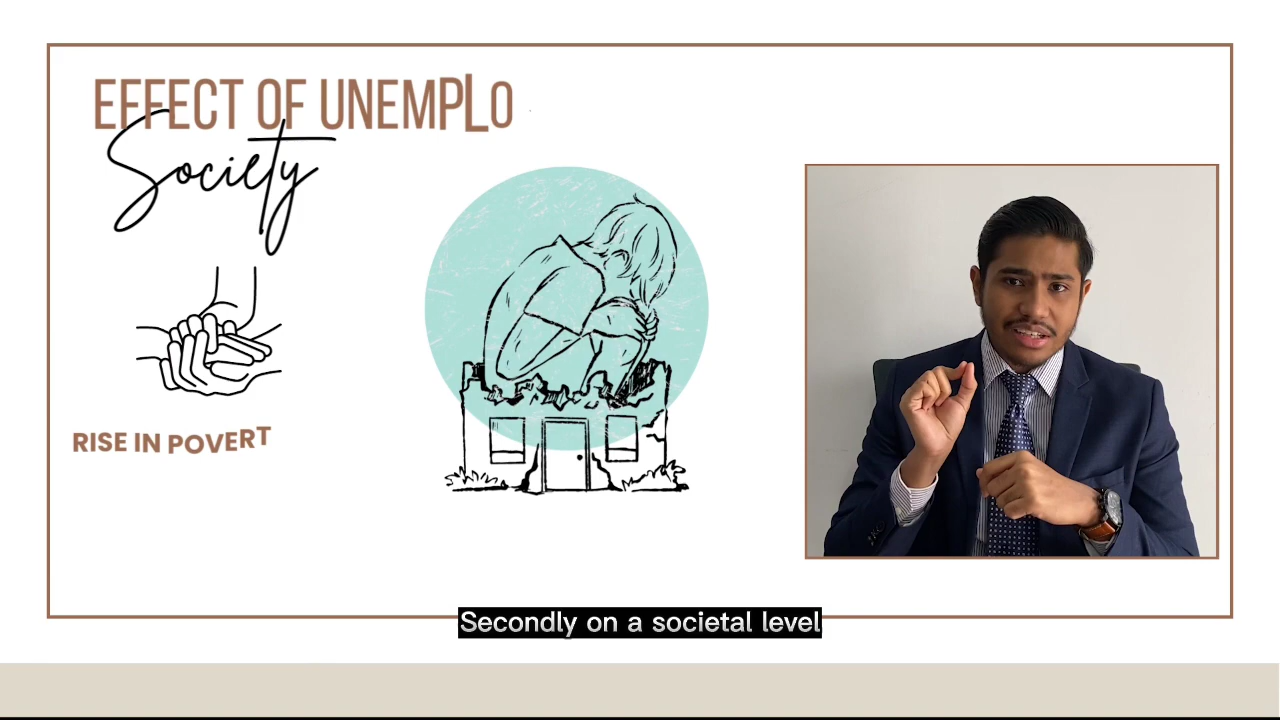 EFFECT OF UNEMPLO
Society
RISE IN POVERT
Secondly on a societal level